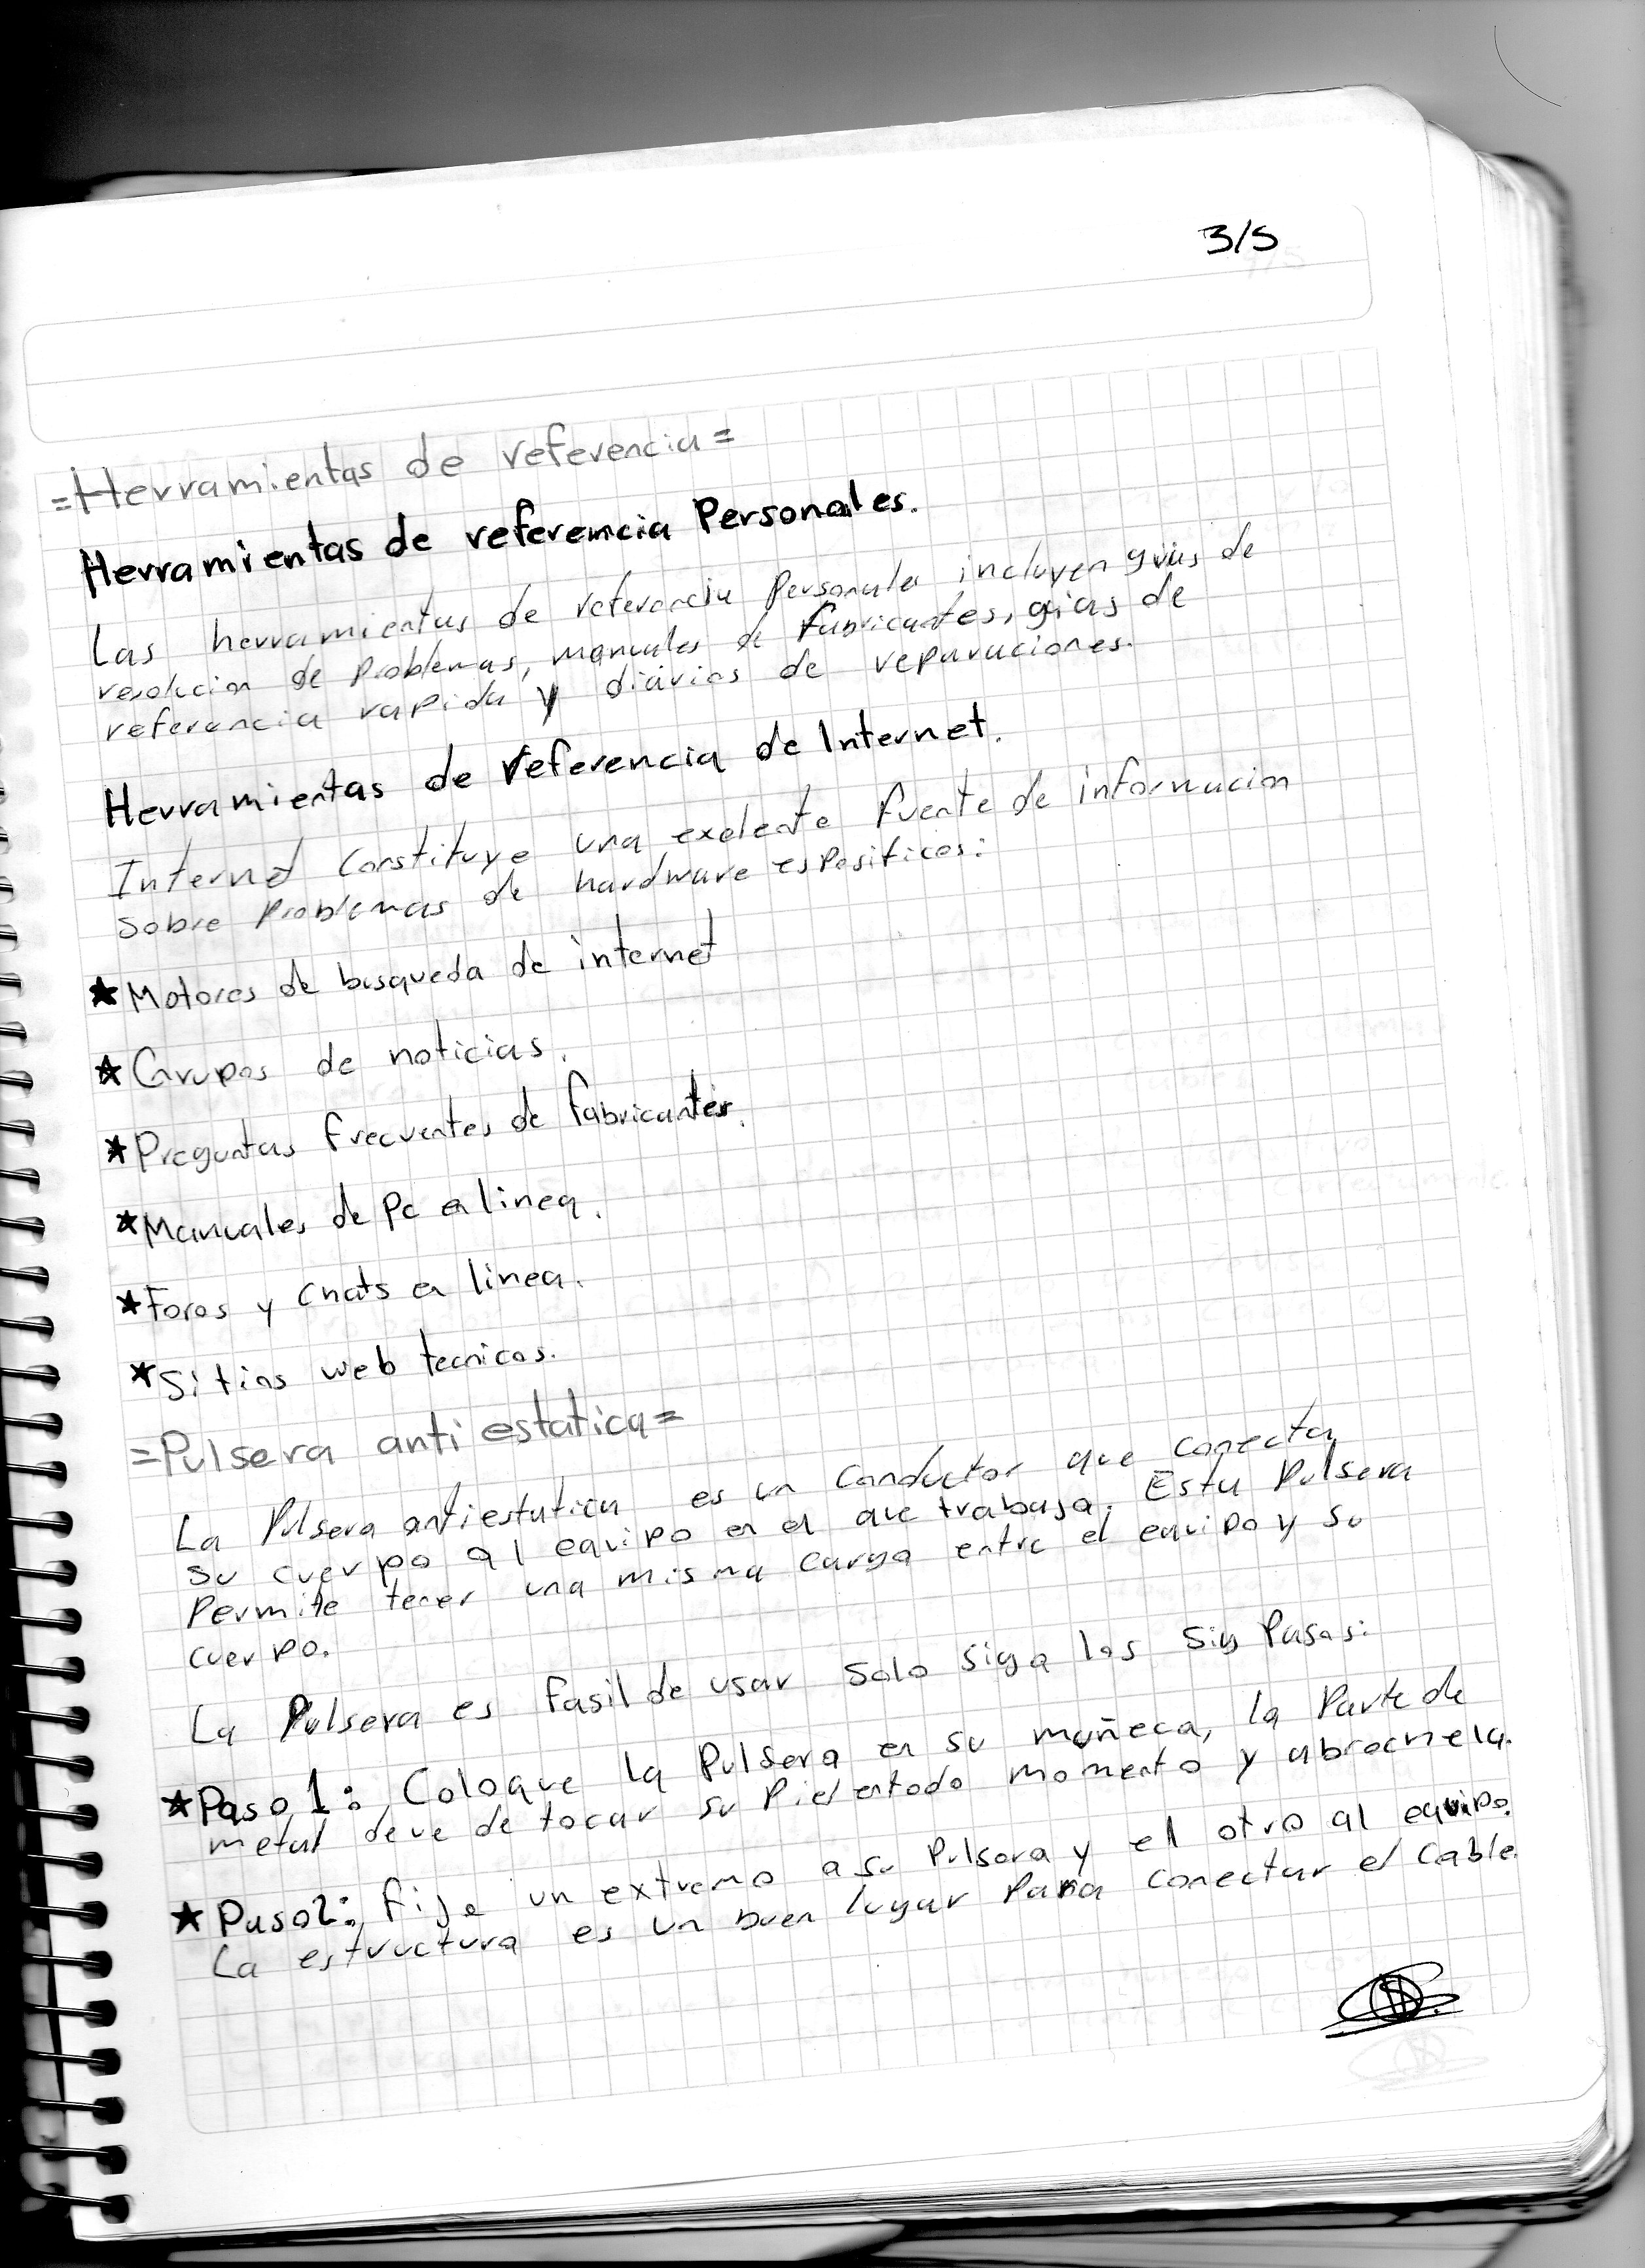 3/5
=Herramientas de referencia=
Herramientas de referencia Personales.
Las herramientas de referencia Personales incluyen gias de
resolucion de Problemas, manuales de fabricantes, gias de
referencia rapida y diarios de reparaciones.
Herramientas de referencia de Internet.
Internet constituye una exelente fuente de informacion
sobre Problemas de hardware espesificos:
★Motores de busqueda de internet
★Grupos de noticias.
★Preguntas frecuentes de fabricantes.
★Manuales de Pc en linea.
★Foros y chats en linea.
★Sitios web tecnicos.
=Pulsera anti estatica=
La Pulsera antiestatica es un conductor que conecta
su cuerpo al equipo en el que trabaja. Esta Pulsera
Permite tener una misma carga entre el equipo y su
cuerpo.
La Pulsera es fasil de usar solo siga los sig Pasos:
★Paso 1: Coloque la Pulsera en su muñeca, la Parte de
metal deve de tocar su Piel entodo momento y abrochela.
★Paso2: fije un extremo a su Pulsera y el otro al equipo.
La estructura es un buen lugar Para conectar el cable.